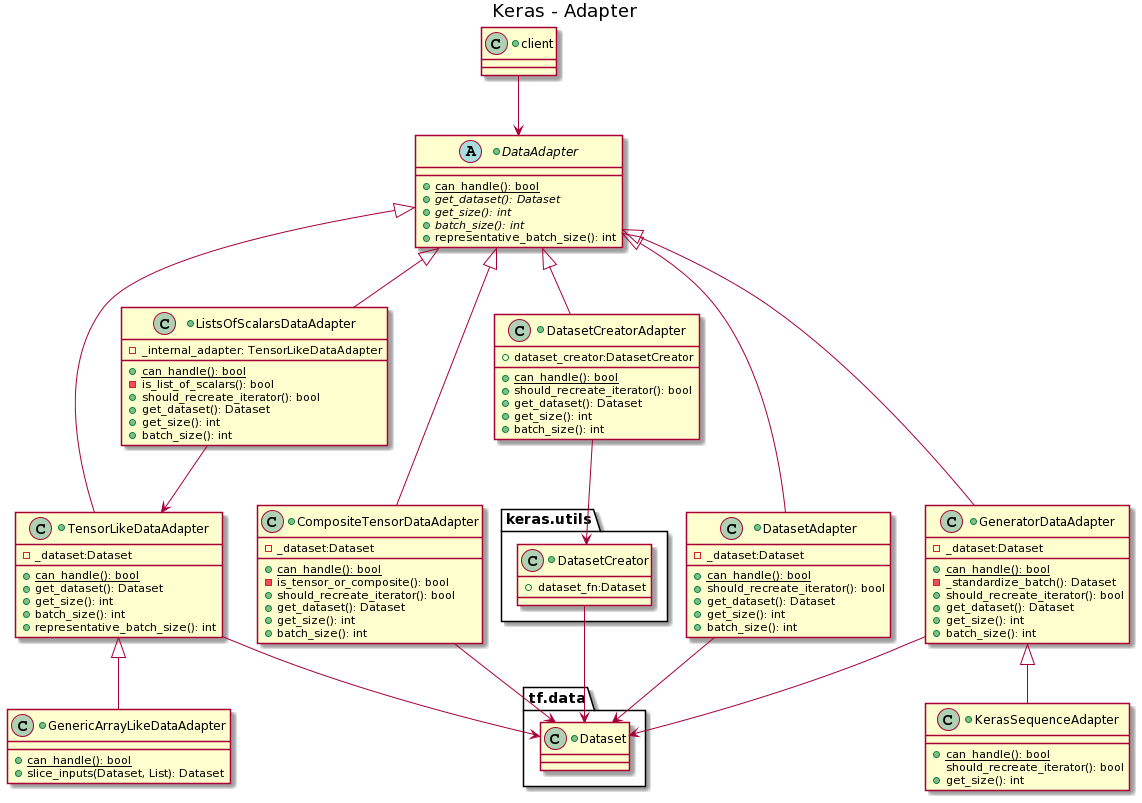 Keras - Adapter
C client
A DataAdapter
can_handle(): bool
get_dataset(): Dataset
get_size(): int
batch_size(): int
representative_batch_size(): int
C ListsOfScalarsDataAdapter
_internal_adapter: TensorLikeDataAdapter
can_handle(): bool
is_list_of_scalars(): bool
should_recreate_iterator(): bool
get_dataset(): Dataset
get_size(): int
batch_size(): int
C DatasetCreatorAdapter
dataset_creator:DatasetCreator
can_handle(): bool
should_recreate_iterator(): bool
get_dataset(): Dataset
get_size(): int
batch_size(): int
C TensorLikeDataAdapter
_dataset:Dataset
can_handle(): bool
get_dataset(): Dataset
get_size(): int
batch_size(): int
representative_batch_size(): int
C CompositeTensorDataAdapter
_dataset:Dataset
can_handle(): bool
is_tensor_or_composite(): bool
should_recreate_iterator(): bool
get_dataset(): Dataset
get_size(): int
batch_size(): int
keras.utils
C DatasetCreator
dataset_fn:Dataset
C DatasetAdapter
_dataset:Dataset
can_handle(): bool
should_recreate_iterator(): bool
get_dataset(): Dataset
get_size(): int
batch_size(): int
C GeneratorDataAdapter
_dataset:Dataset
can_handle(): bool
_standardize_batch(): Dataset
should_recreate_iterator(): bool
get_dataset(): Dataset
get_size(): int
batch_size(): int
C GenericArrayLikeDataAdapter
can_handle(): bool
slice_inputs(Dataset, List): Dataset
tf.data
C Dataset
C KerasSequenceAdapter
can_handle(): bool
should_recreate_iterator(): bool
get_size(): int